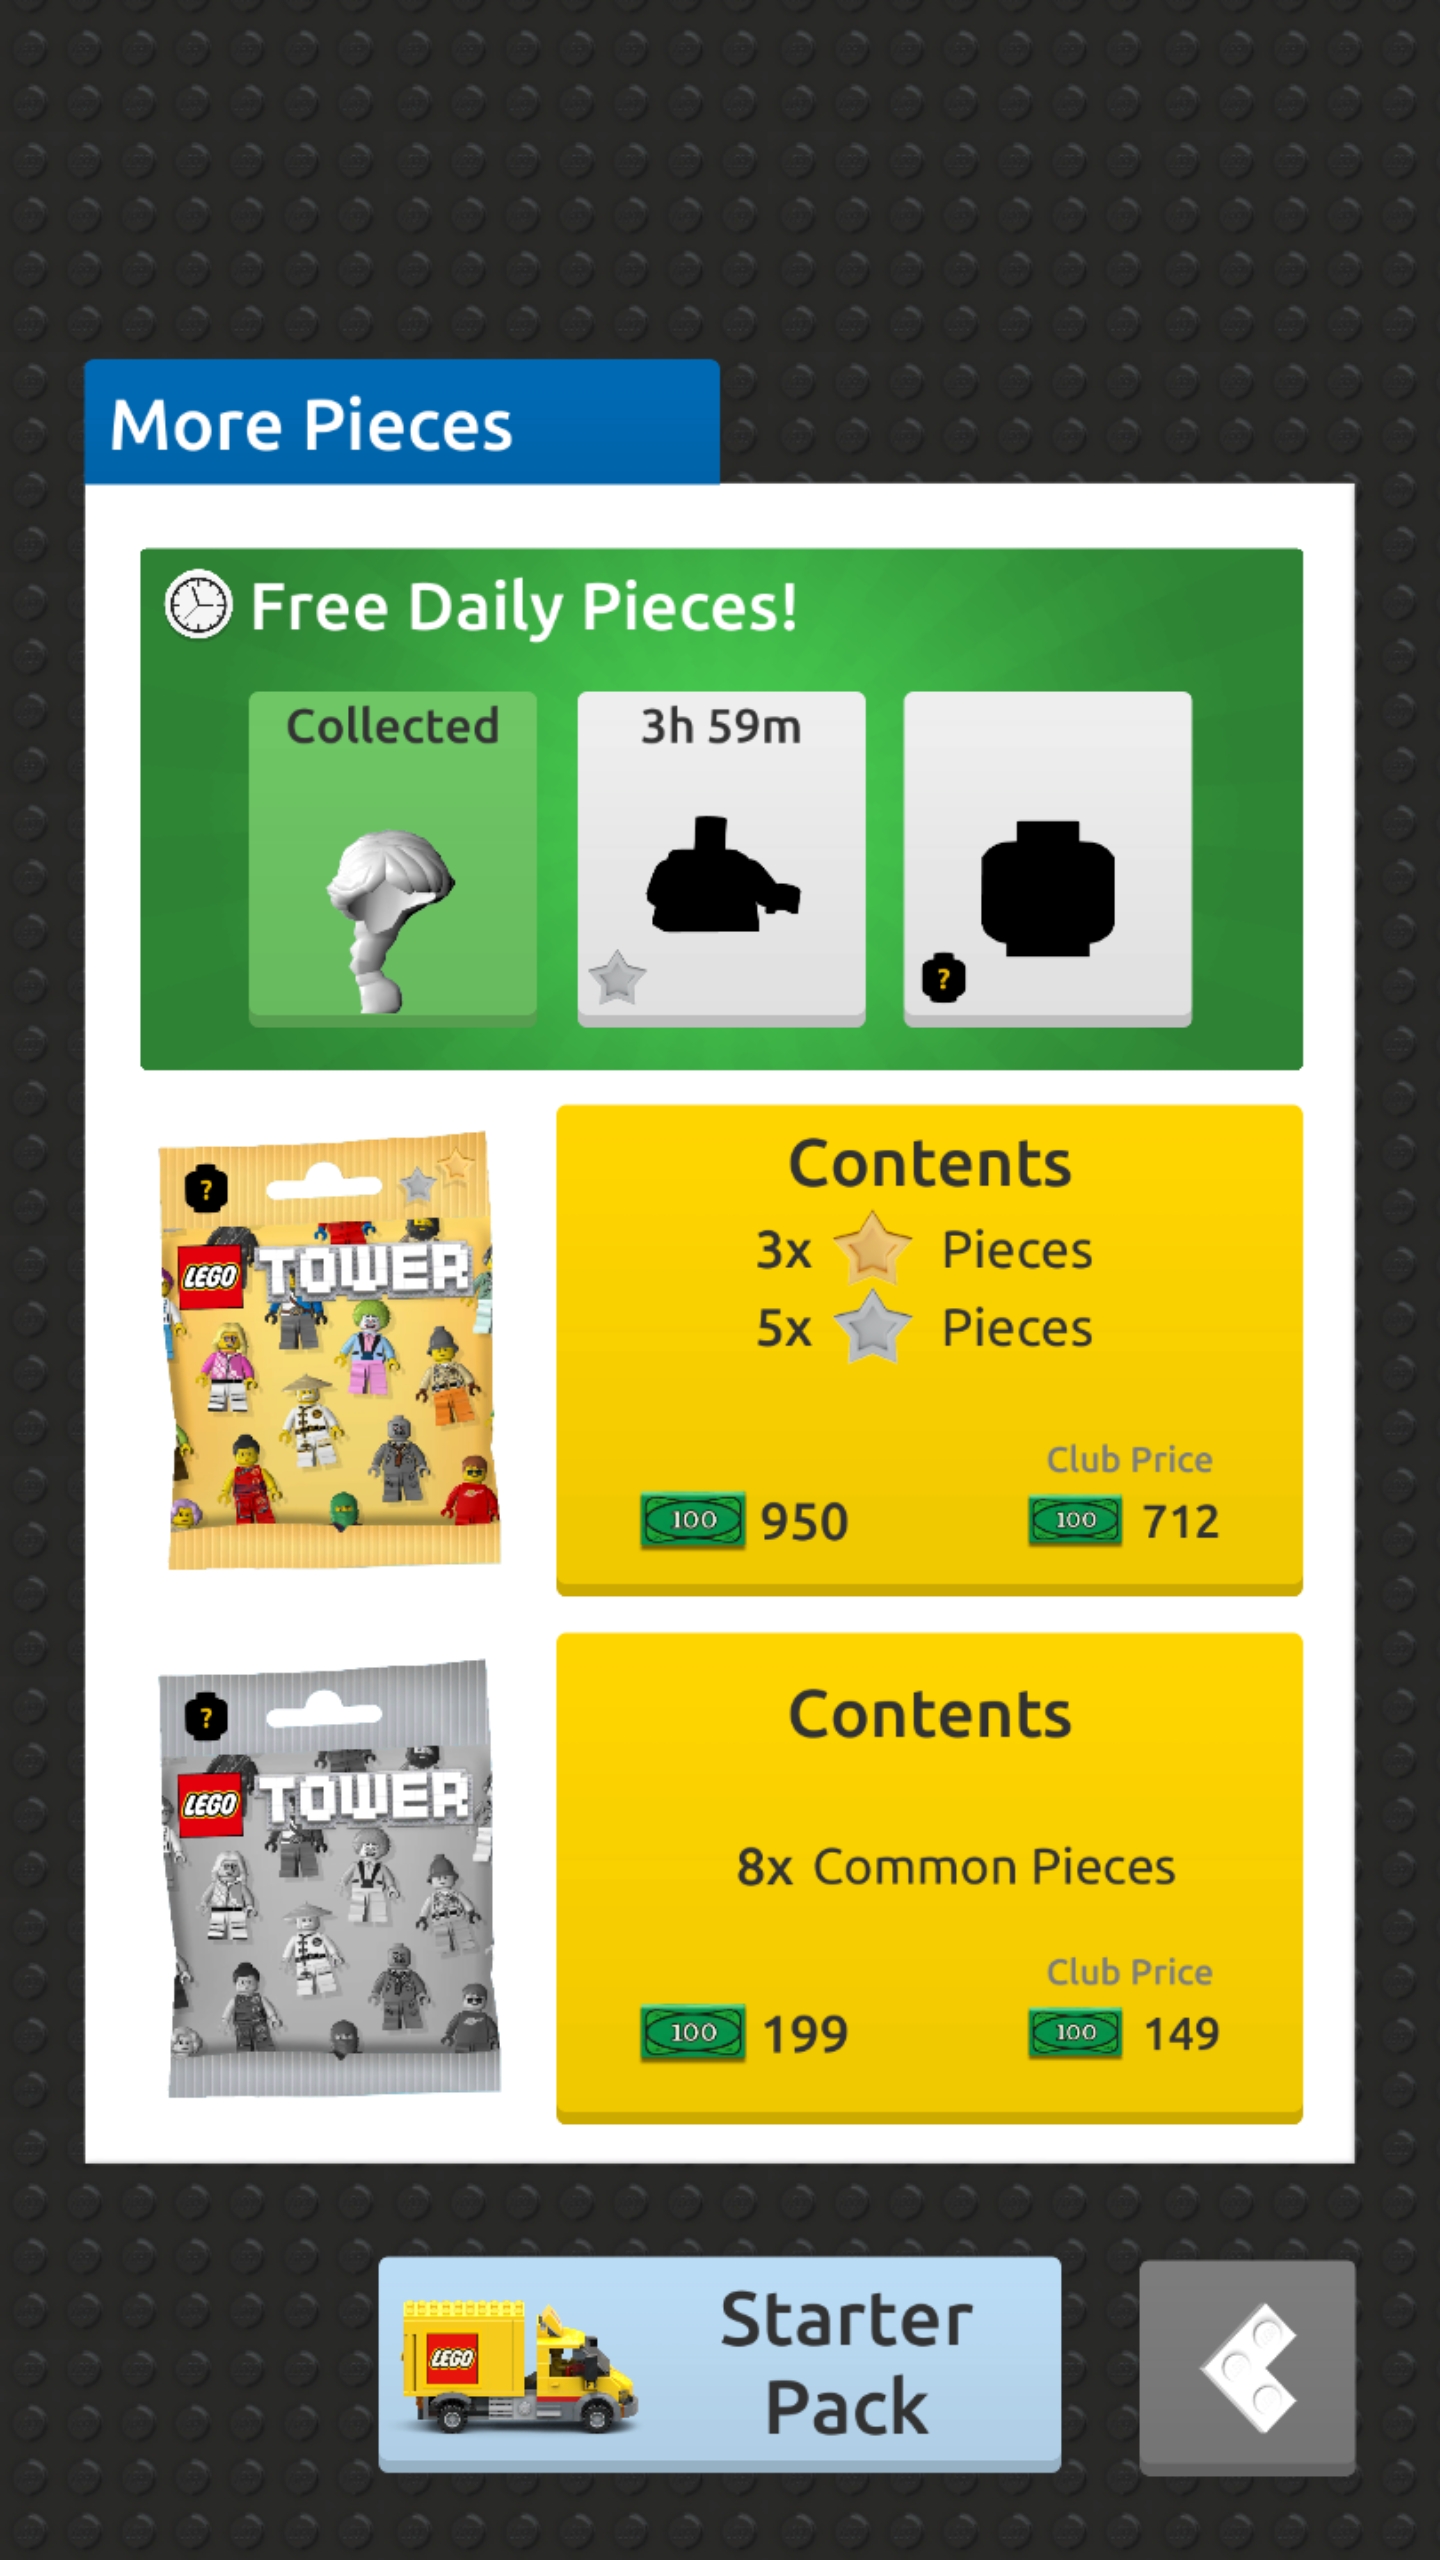 More Pieces
Free Daily Pieces!
Collected
3h 59m
?
?
LEGO TOWER
Contents
3x Pieces
5x Pieces
Club Price
100 950
100 712
?
LEGO TOWER
Contents
8x Common Pieces
Club Price
100 199
100 149
LEGO
Starter
Pack